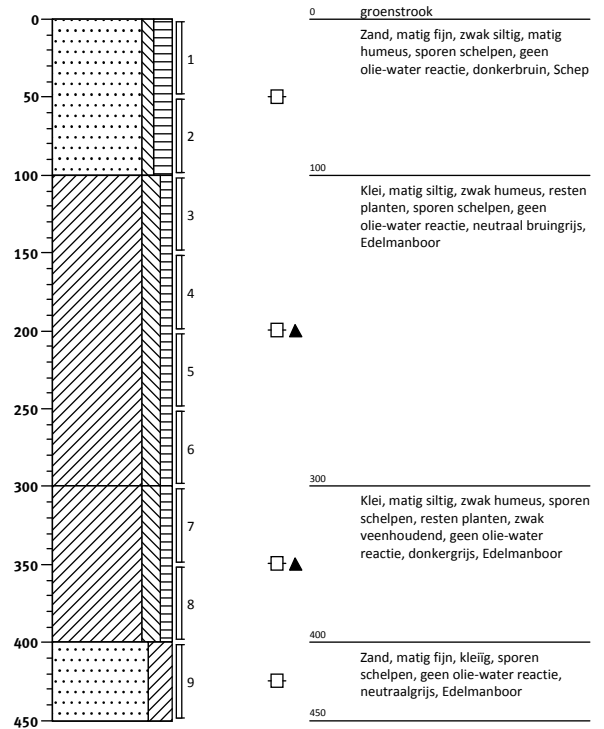 0
50
100
150
200
250
300
350
400
450
1
2
3
4
5
6
7
8
9
0 groenstrook
Zand, matig fijn, zwak siltig, matig
humeus, sporen schelpen, geen
olie-water reactie, donkerbruin, Schep
100
Klei, matig siltig, zwak humeus, resten
planten, sporen schelpen, geen
olie-water reactie, neutraal bruingrijs,
Edelmanboor
300
Klei, matig siltig, zwak humeus, sporen
schelpen, resten planten, zwak
veenhoudend, geen olie-water
reactie, donkergrijs, Edelmanboor
400
Zand, matig fijn, kleiïg, sporen
schelpen, geen olie-water reactie,
neutraalgrijs, Edelmanboor
450